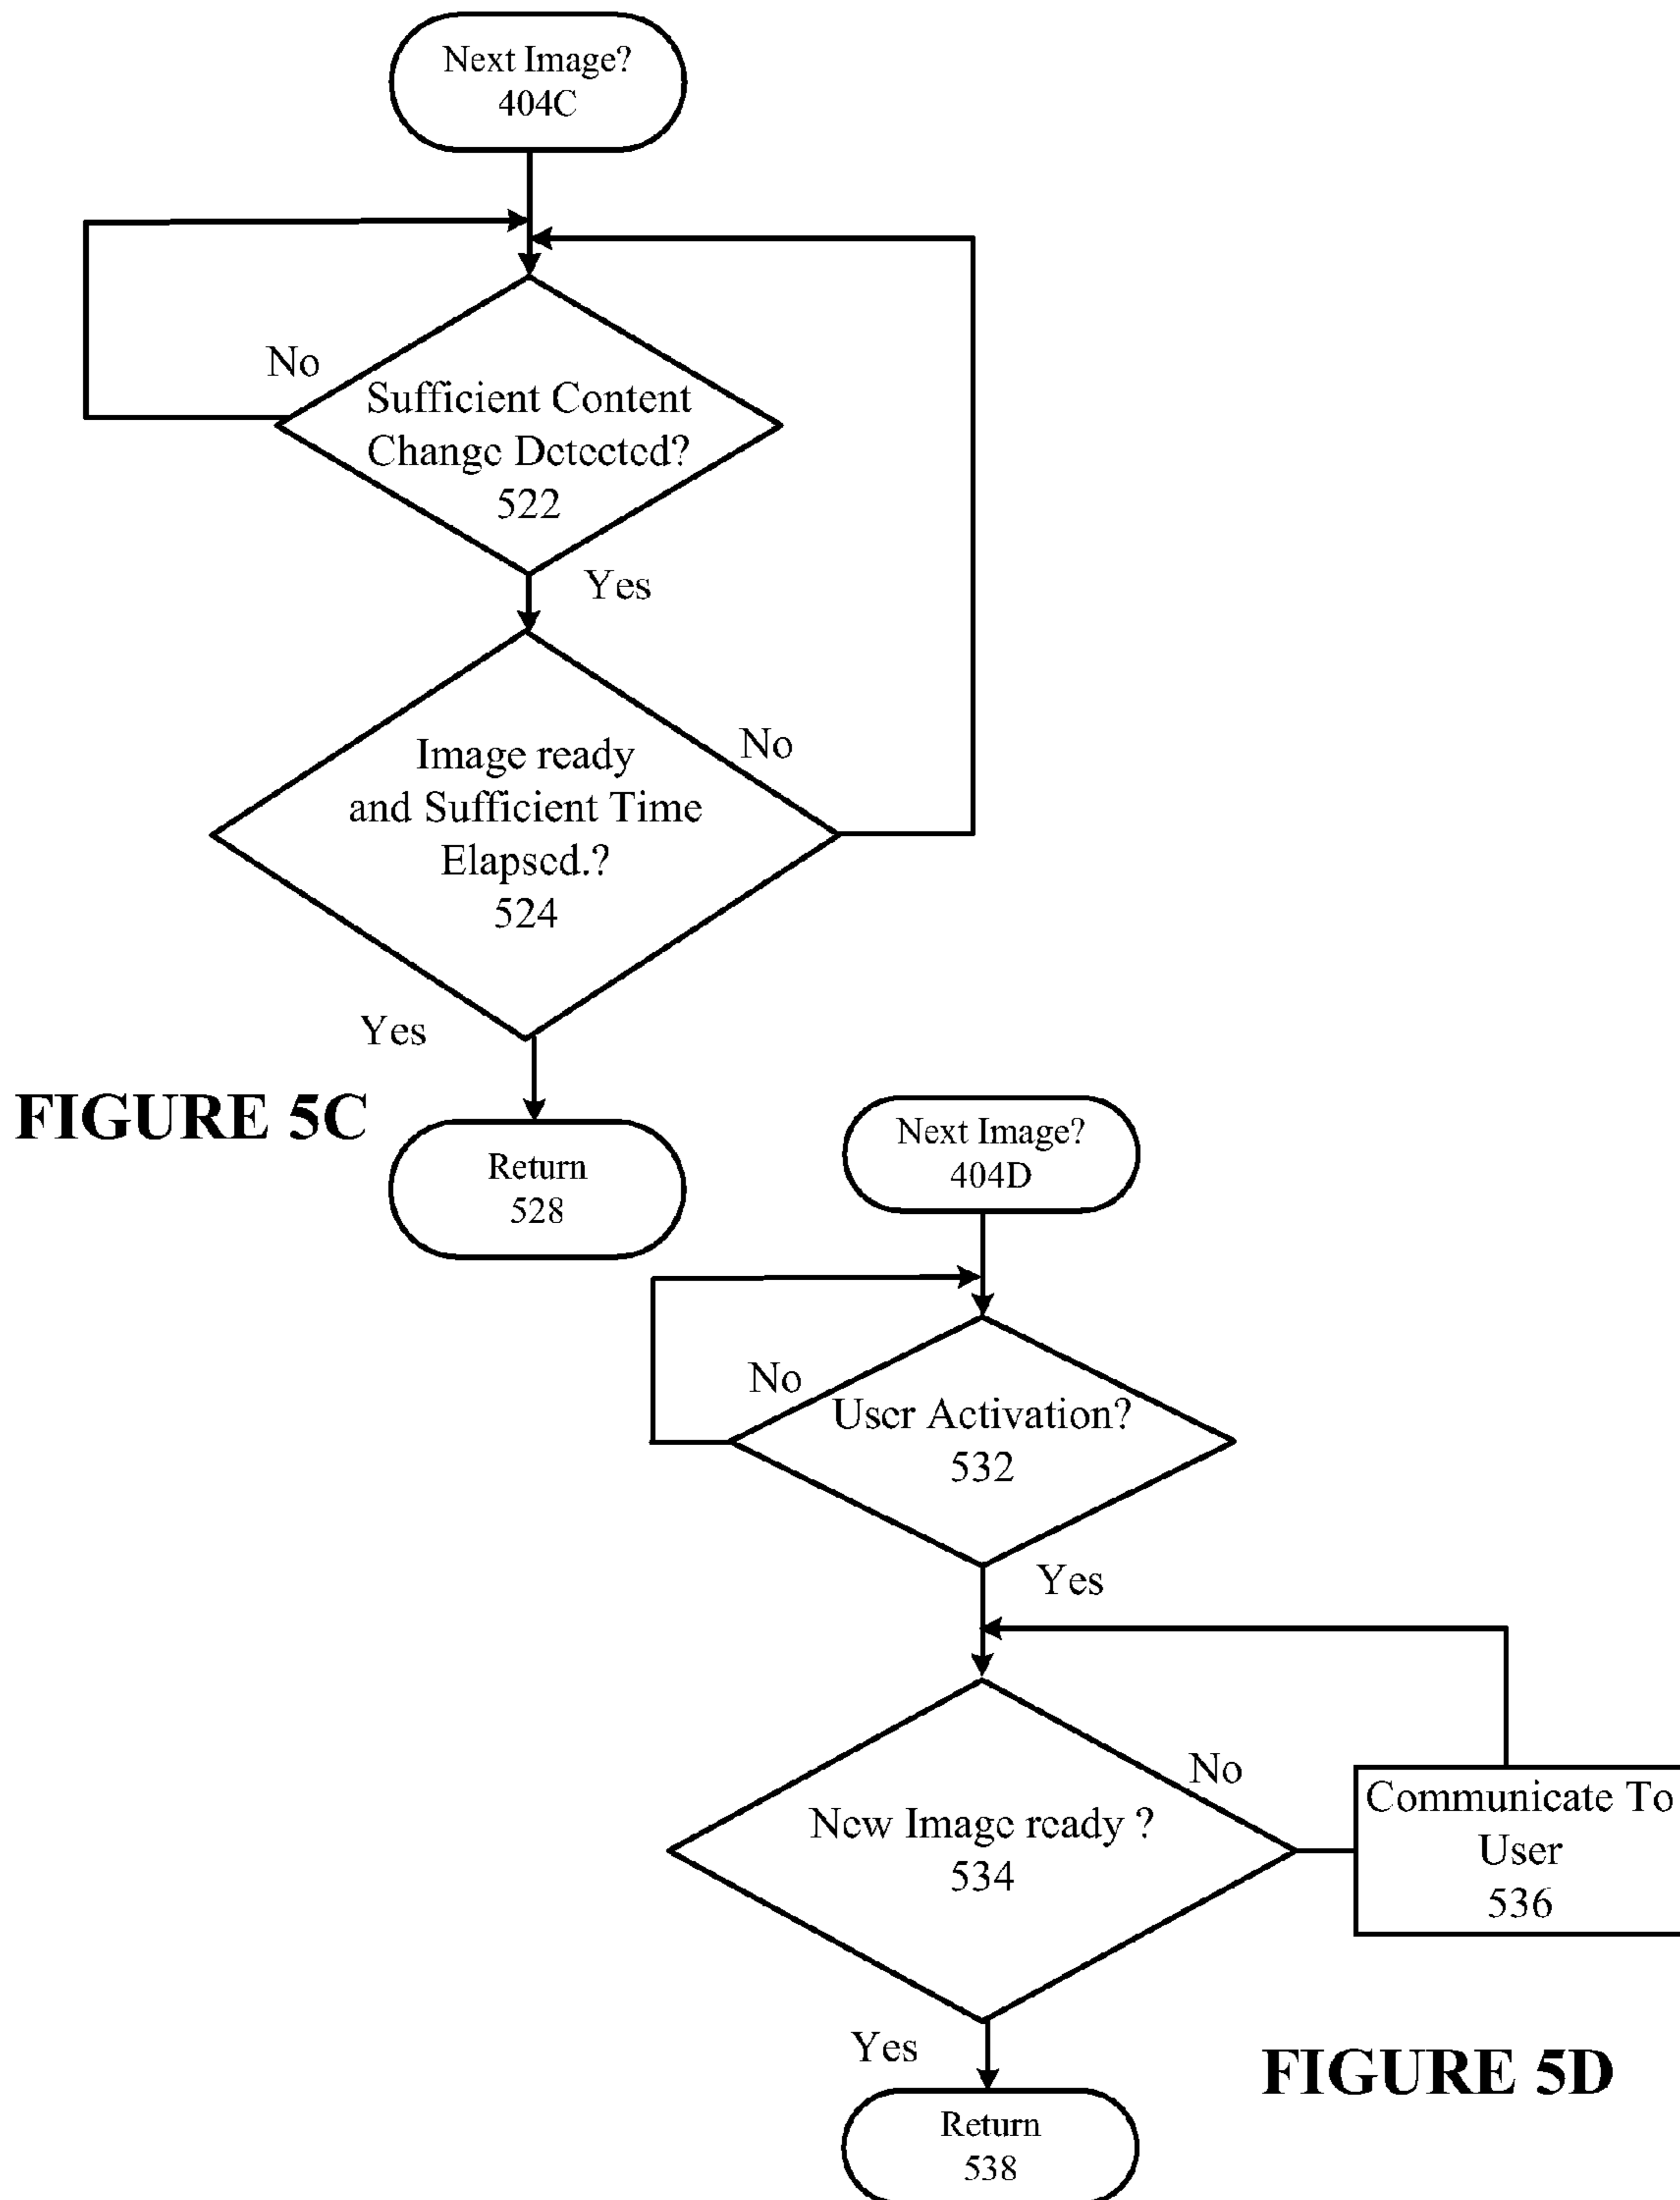 Next Image?
404C
No
Sufficient Content
Change Detected?
522
Yes
Image ready
and Sufficient Time
Elapsed.?
524
No
Yes
FIGURE 5C
Return
528
Next Image?
404D
No
User Activation?
532
Yes
New Image ready ?
534
No
Communicate To
User
536
Yes
Return
538
FIGURE 5D